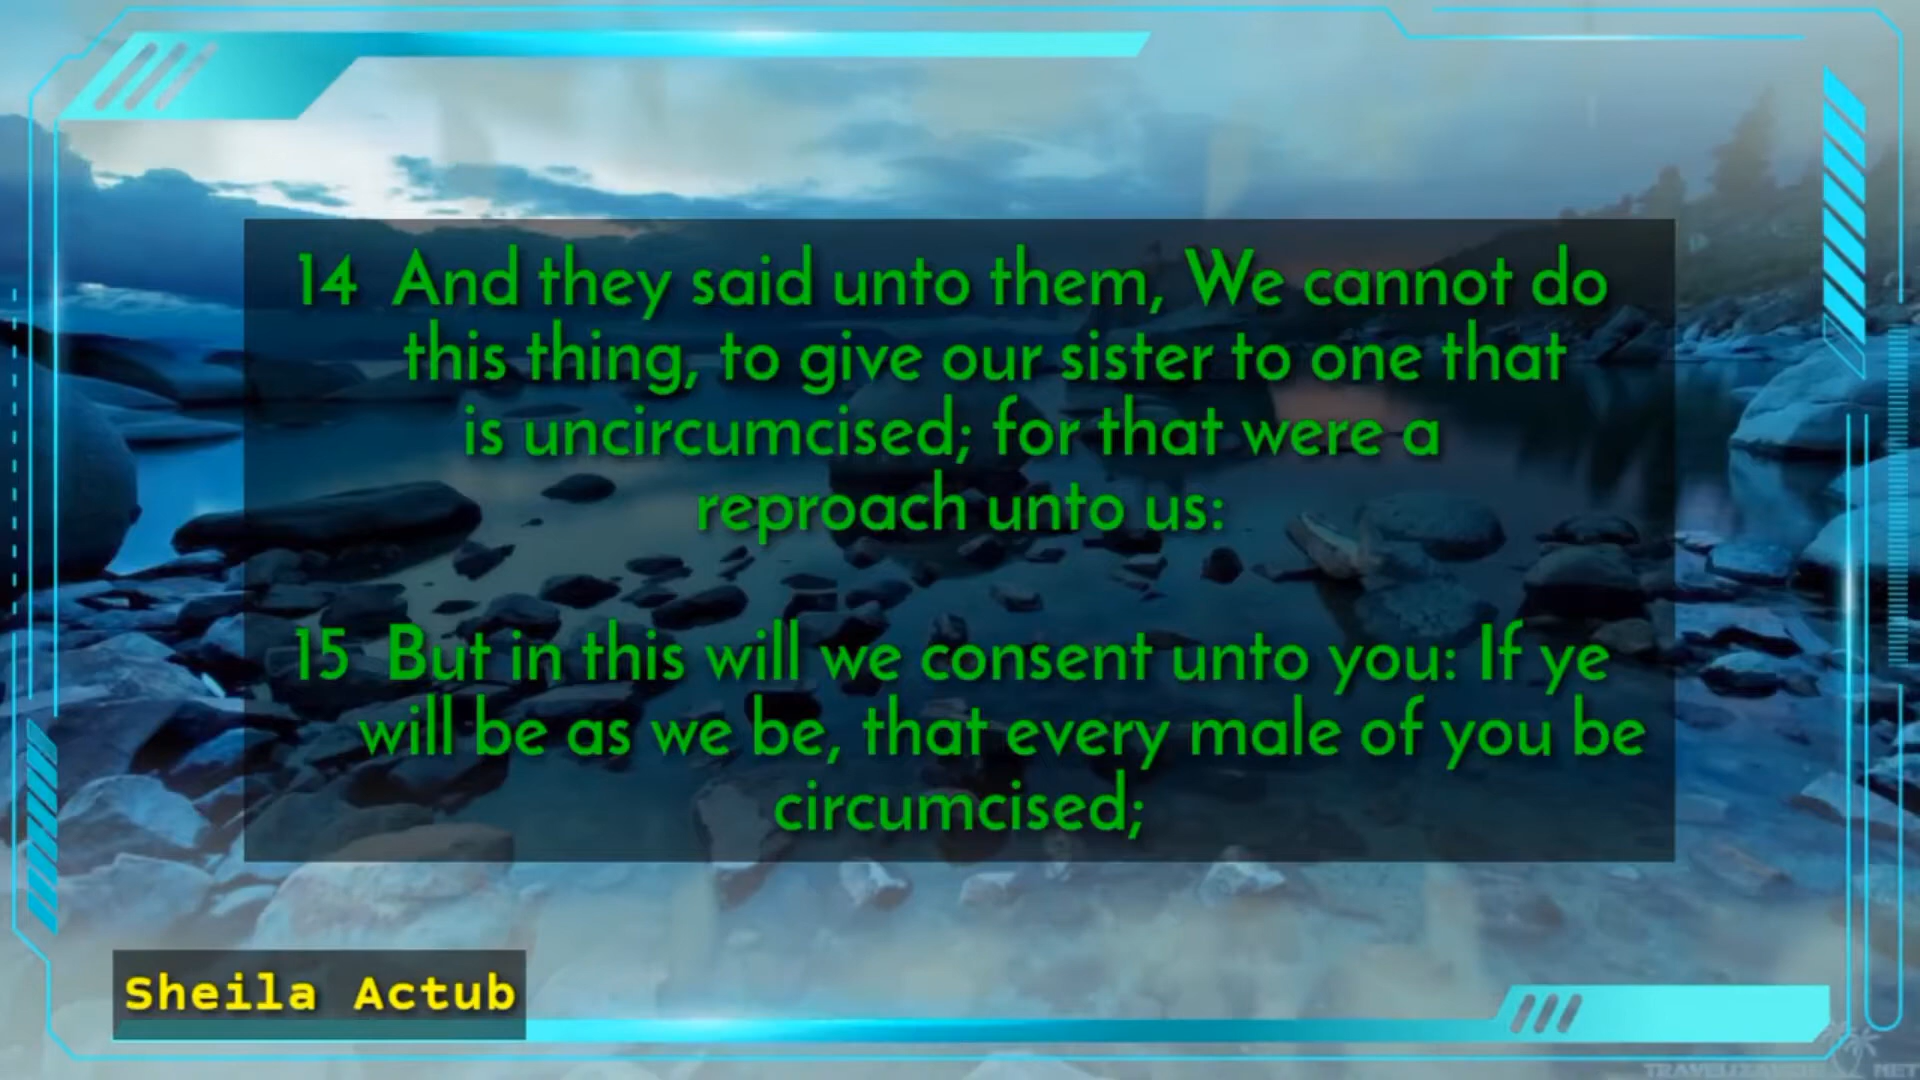 14 And they said unto them, We cannot do
this thing, to give our sister to one that
is uncircumcised; for that were a
reproach unto us:
15 But in this will we consent unto you: If ye
will be as we be, that every male of you be
circumcised;
Sheila Actub